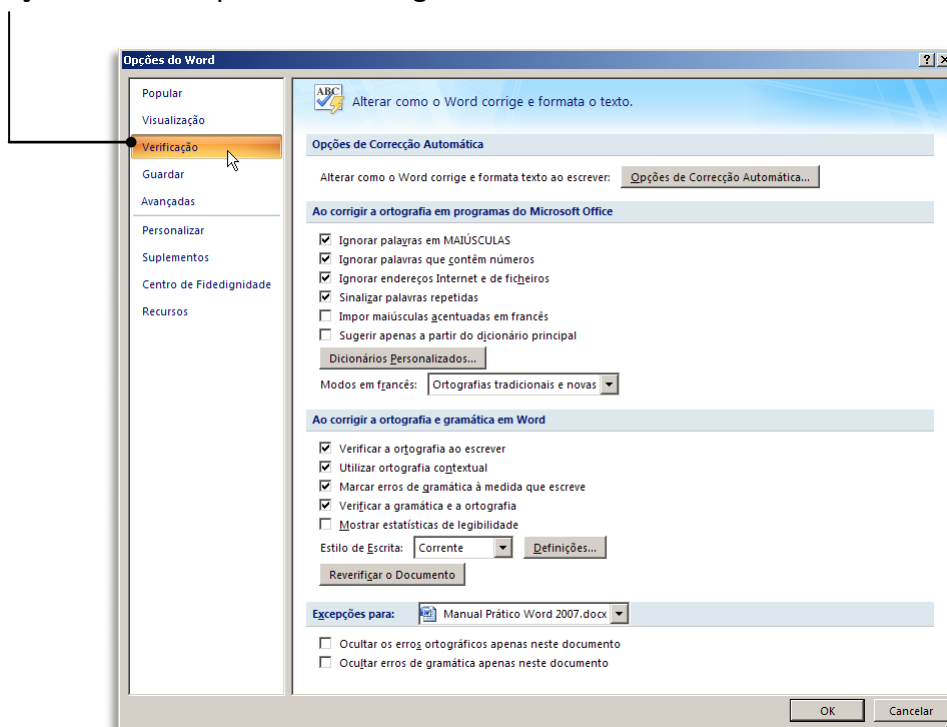 Opções do Word
Popular
Visualização
Verificação
Guardar
Avançadas
Personalizar
Suplementos
Centro de Fidedignidade
Recursos
ABC
Alterar como o Word corrige e formata o texto.
Opções de Correcção Automática
Alterar como o Word corrige e formata texto ao escrever: Opções de Correcção Automática...
Ao corrigir a ortografia em programas do Microsoft Office
Ignorar palavras em MAIÚSCULAS
Ignorar palavras que contêm números
Ignorar endereços Internet e de ficheiros
Sinalizar palavras repetidas
Impor maiúsculas acentuadas em francês
Sugerir apenas a partir do dicionário principal
Dicionários Personalizados...
Modos em francês: Ortografias tradicionais e novas
Ao corrigir a ortografia e gramática em Word
Verificar a ortografia ao escrever
Utilizar ortografia contextual
Marcar erros de gramática à medida que escreve
Verificar a gramática e a ortografia
Mostrar estatísticas de legibilidade
Estilo de Escrita: Corrente Definições...
Reverificar o Documento
Excepções para: Manual Prático Word 2007.docx
Ocultar os erros ortográficos apenas neste documento
Ocultar erros de gramática apenas neste documento
OK Cancelar